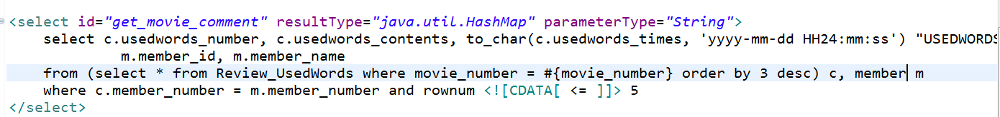 <select id="get_movie_comment" resultType="java.util.HashMap" parameterType="String">
select c.usedwords_number, c.usedwords_contents, to_char(c.usedwords_times, 'yyyy-mm-dd HH24:mm:ss') "USEDWORDS
m.member_id, m.member_name
from (select * from Review_UsedWords where movie_number = #{movie_number} order by 3 desc) c, member m
where c.member_number = m.member_number and rownum <![CDATA[ <= ]]> 5
</select>